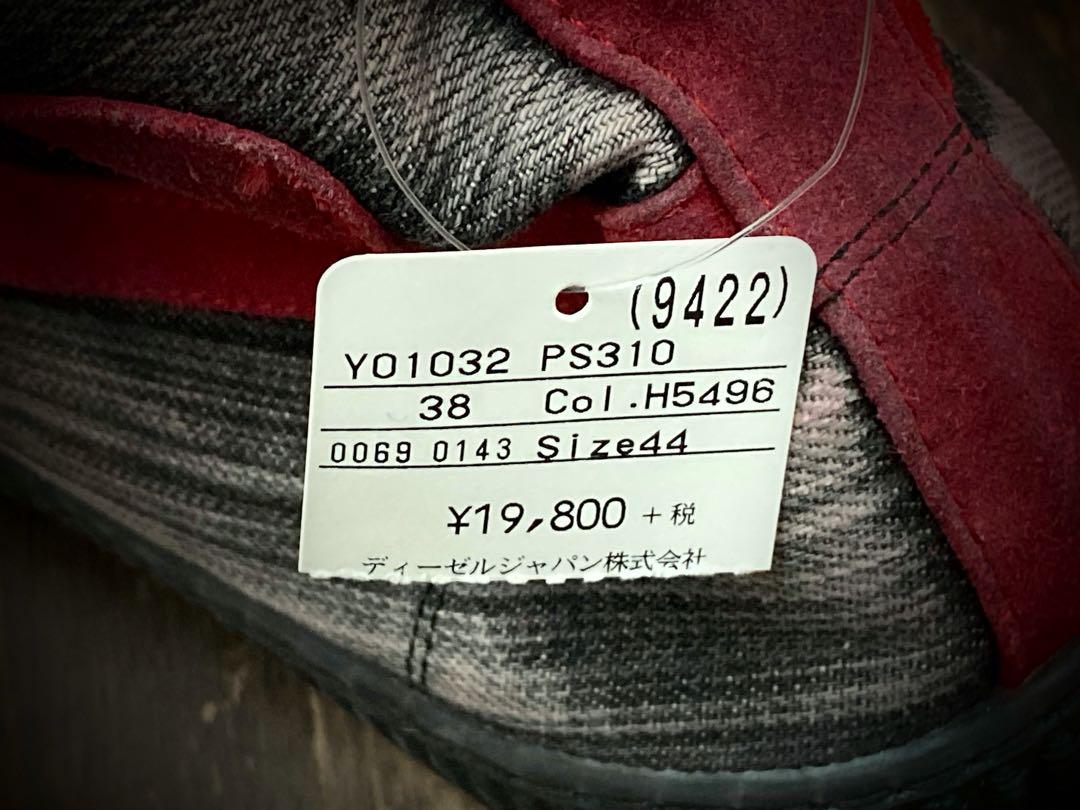 (9422)
Y01032 PS310
38 Col.H5496
0069 0143 Size44
¥19,800 +税
ディーゼルジャパン株式会社